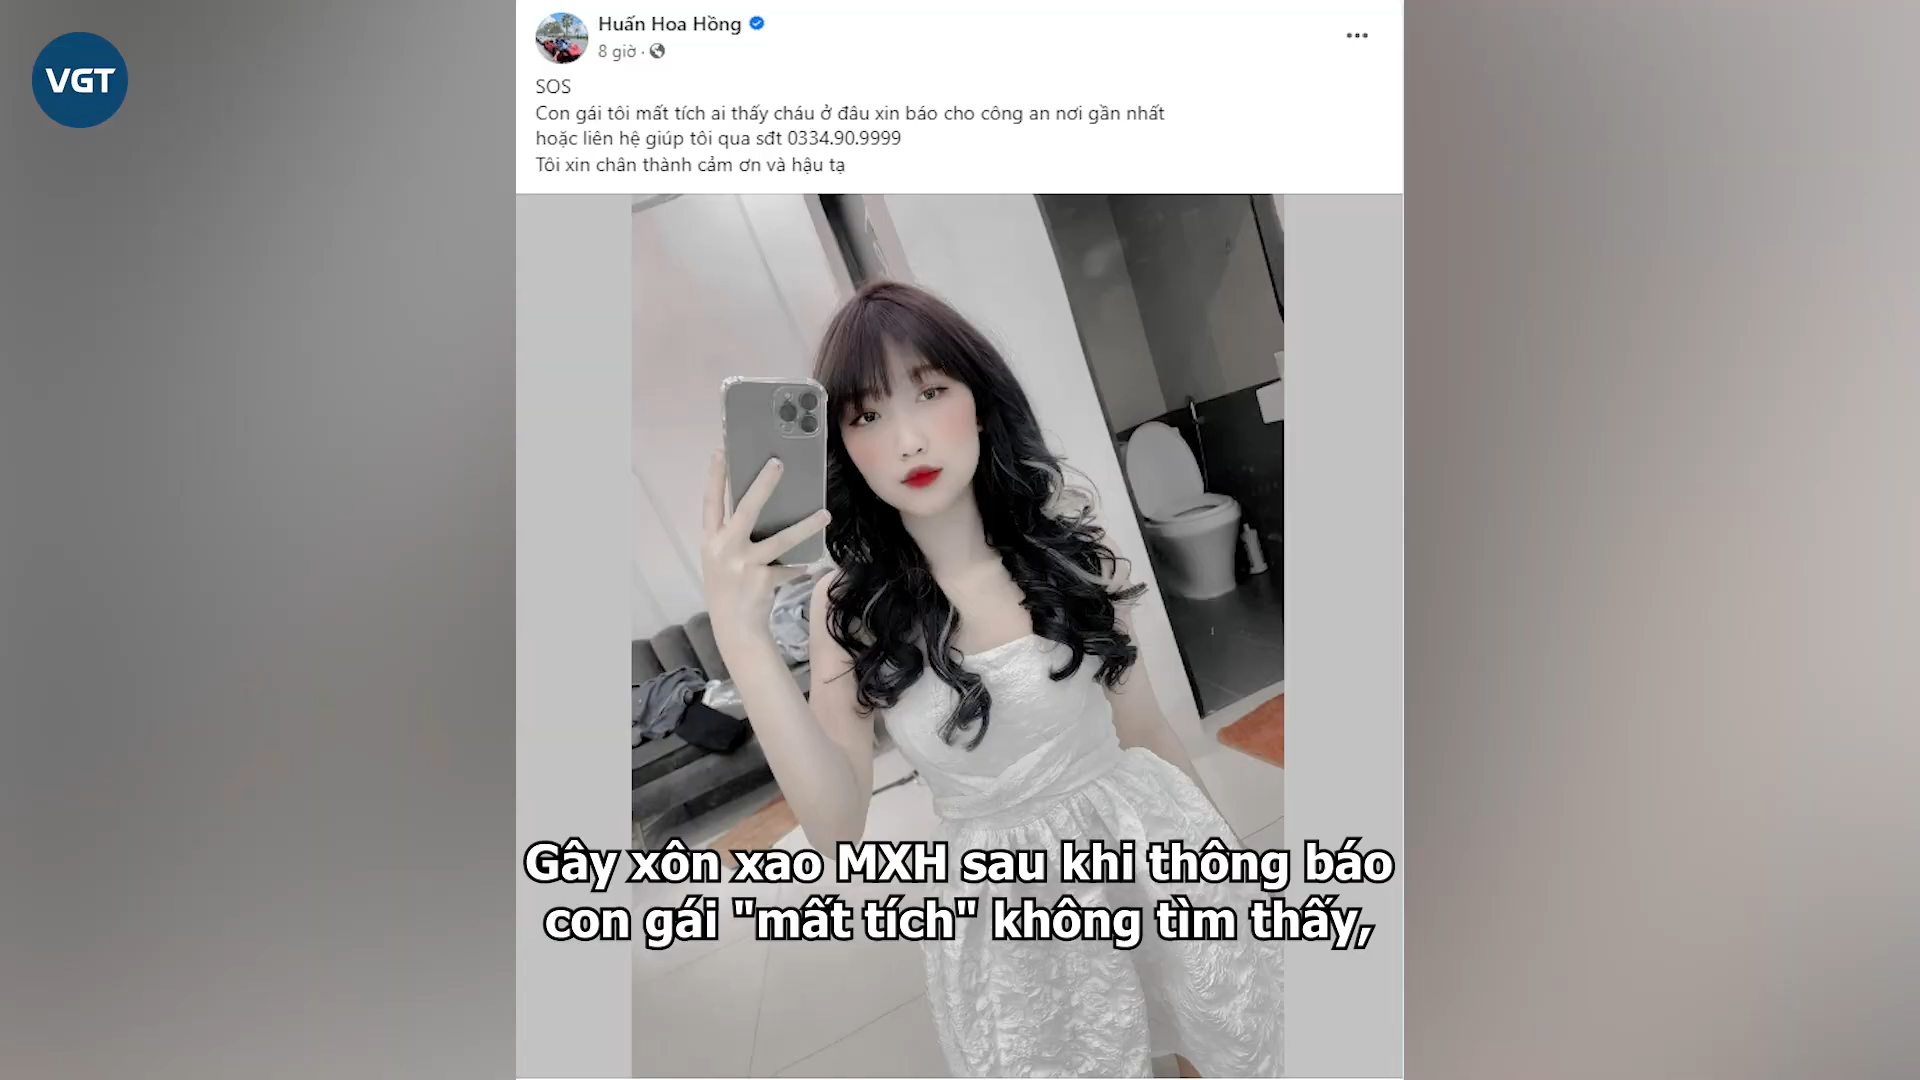 VGT
Huấn Hoa Hồng
8 giờ ·
SOS
Con gái tôi mất tích ai thấy cháu ở đâu xin báo cho công an nơi gần nhất
hoặc liên hệ giúp tôi qua sđt 0334.90.9999
Tôi xin chân thành cảm ơn và hậu tạ
Gây xôn xao MXH sau khi thông báo
con gái "mất tích" không tìm thấy,